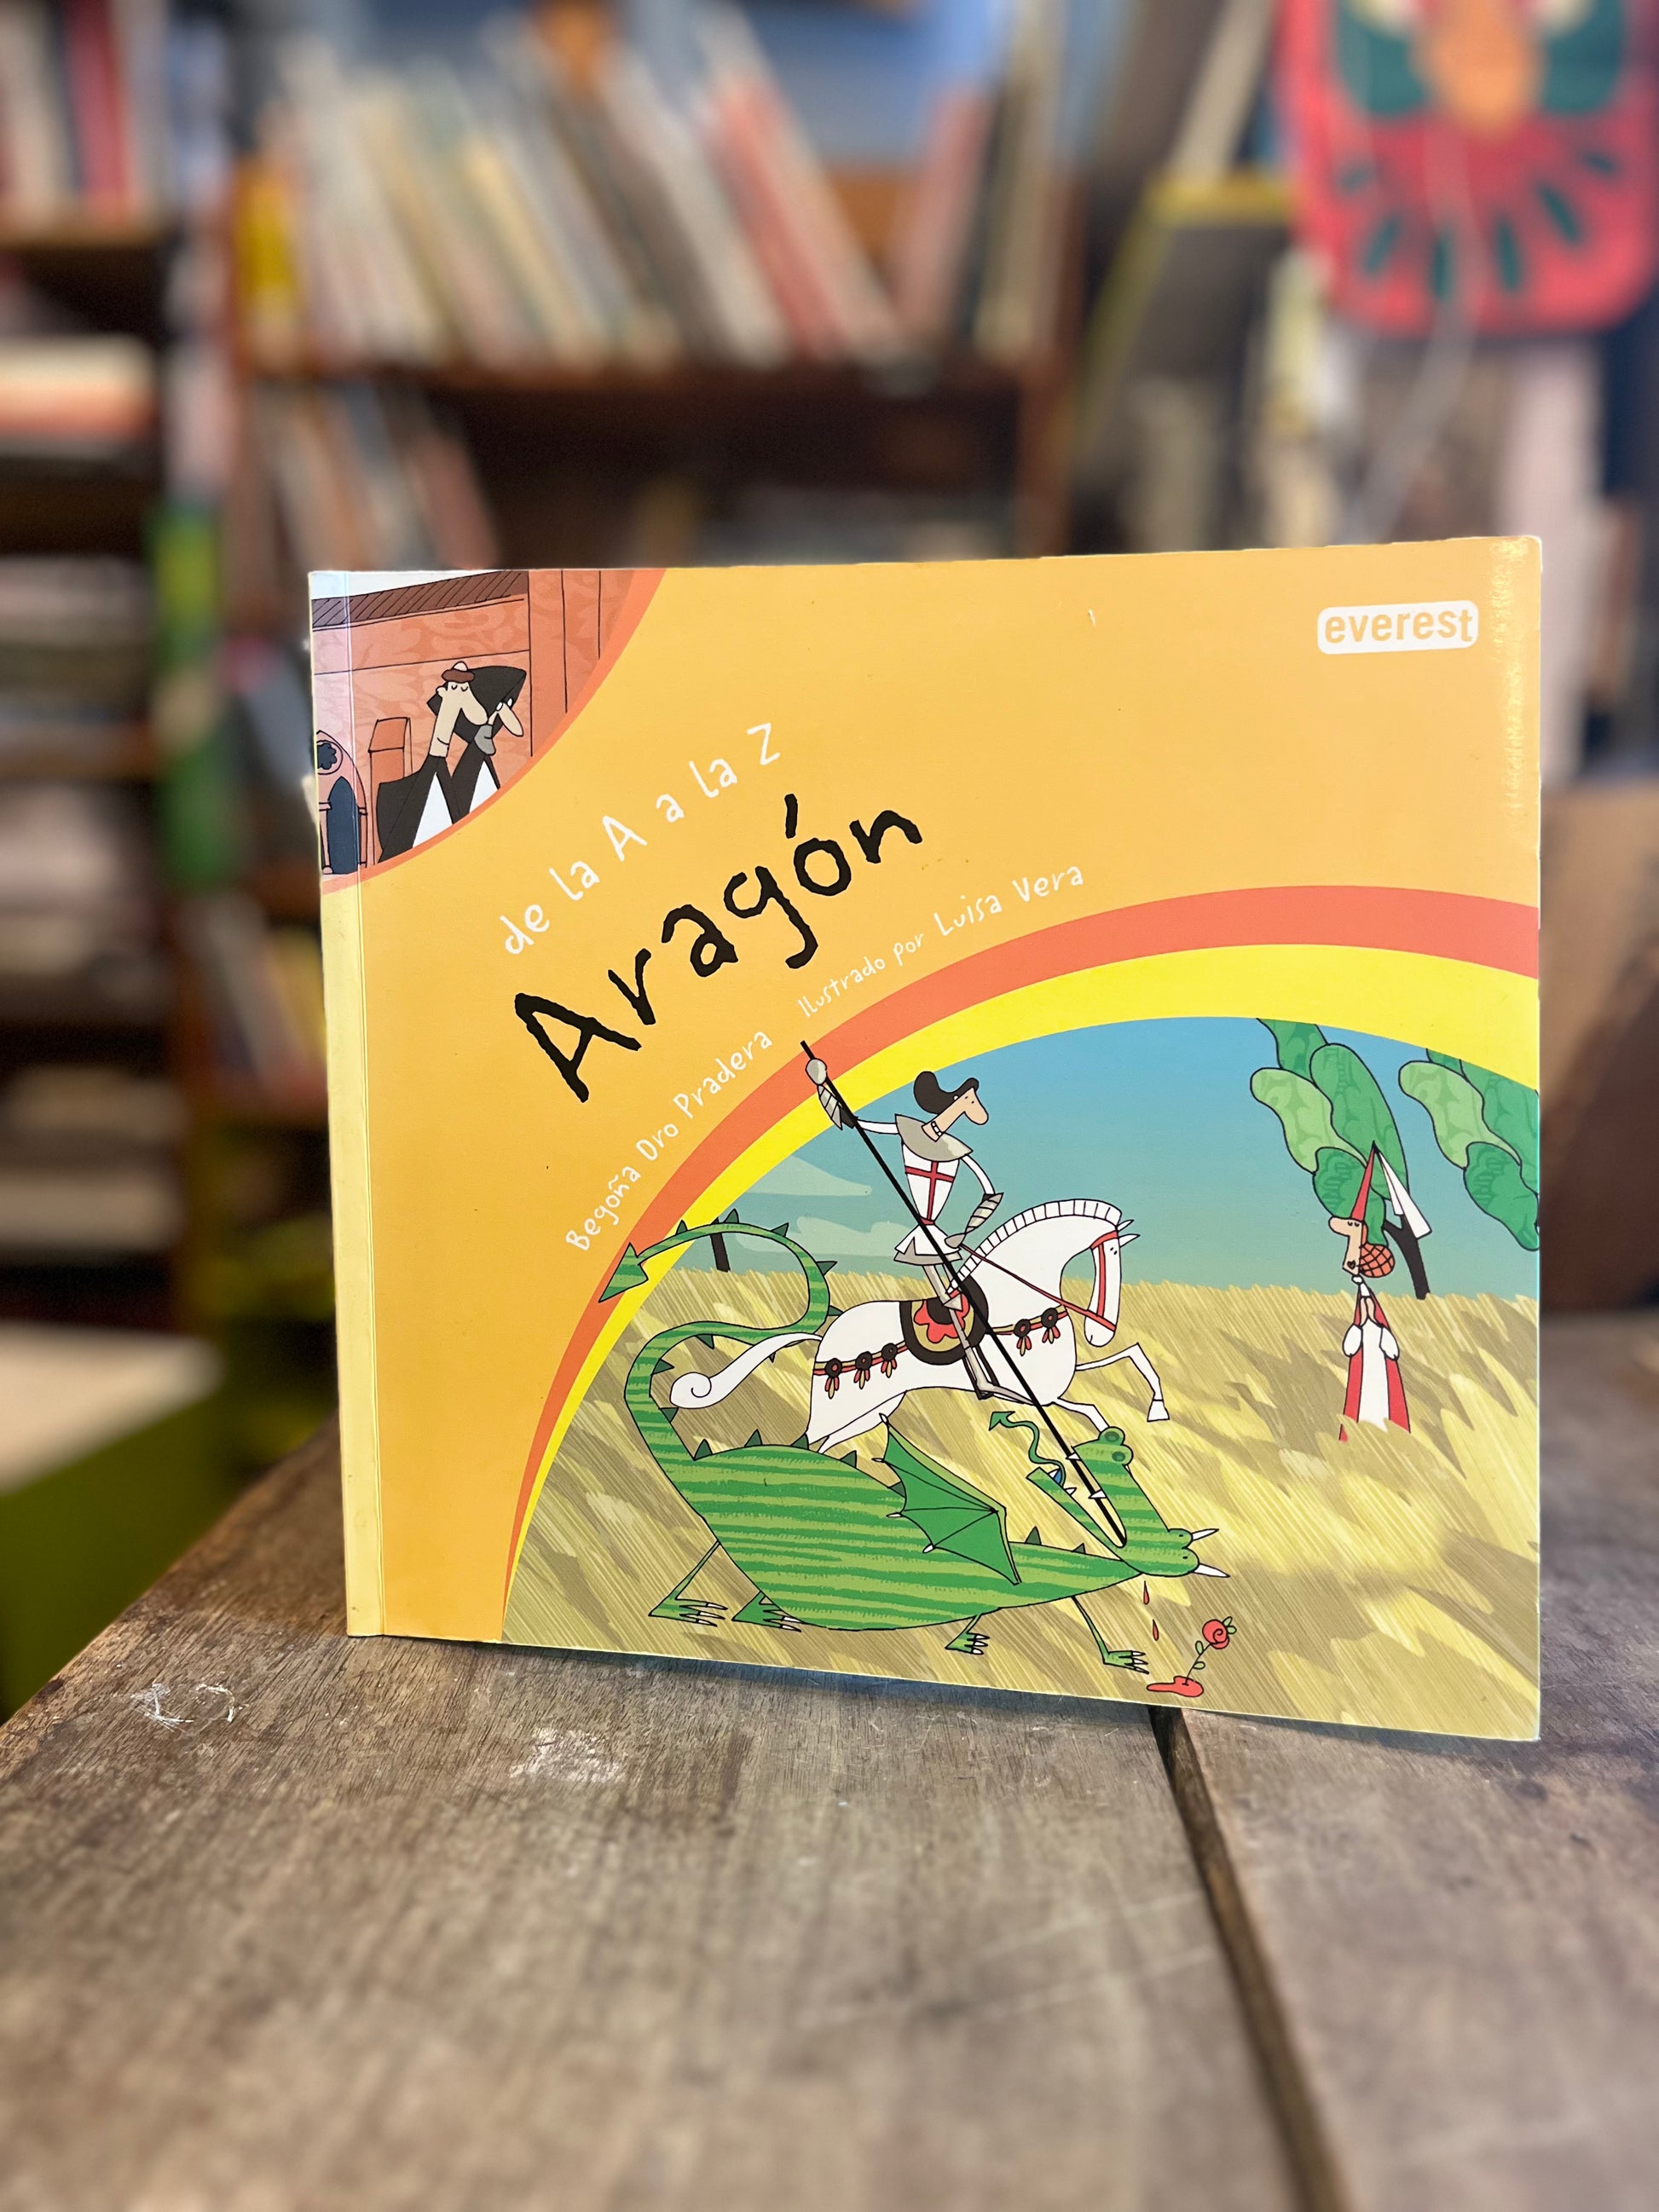 everest
de la A a la Z
Aragón
Begoña Oro Pradera Ilustrado por Luisa Vera